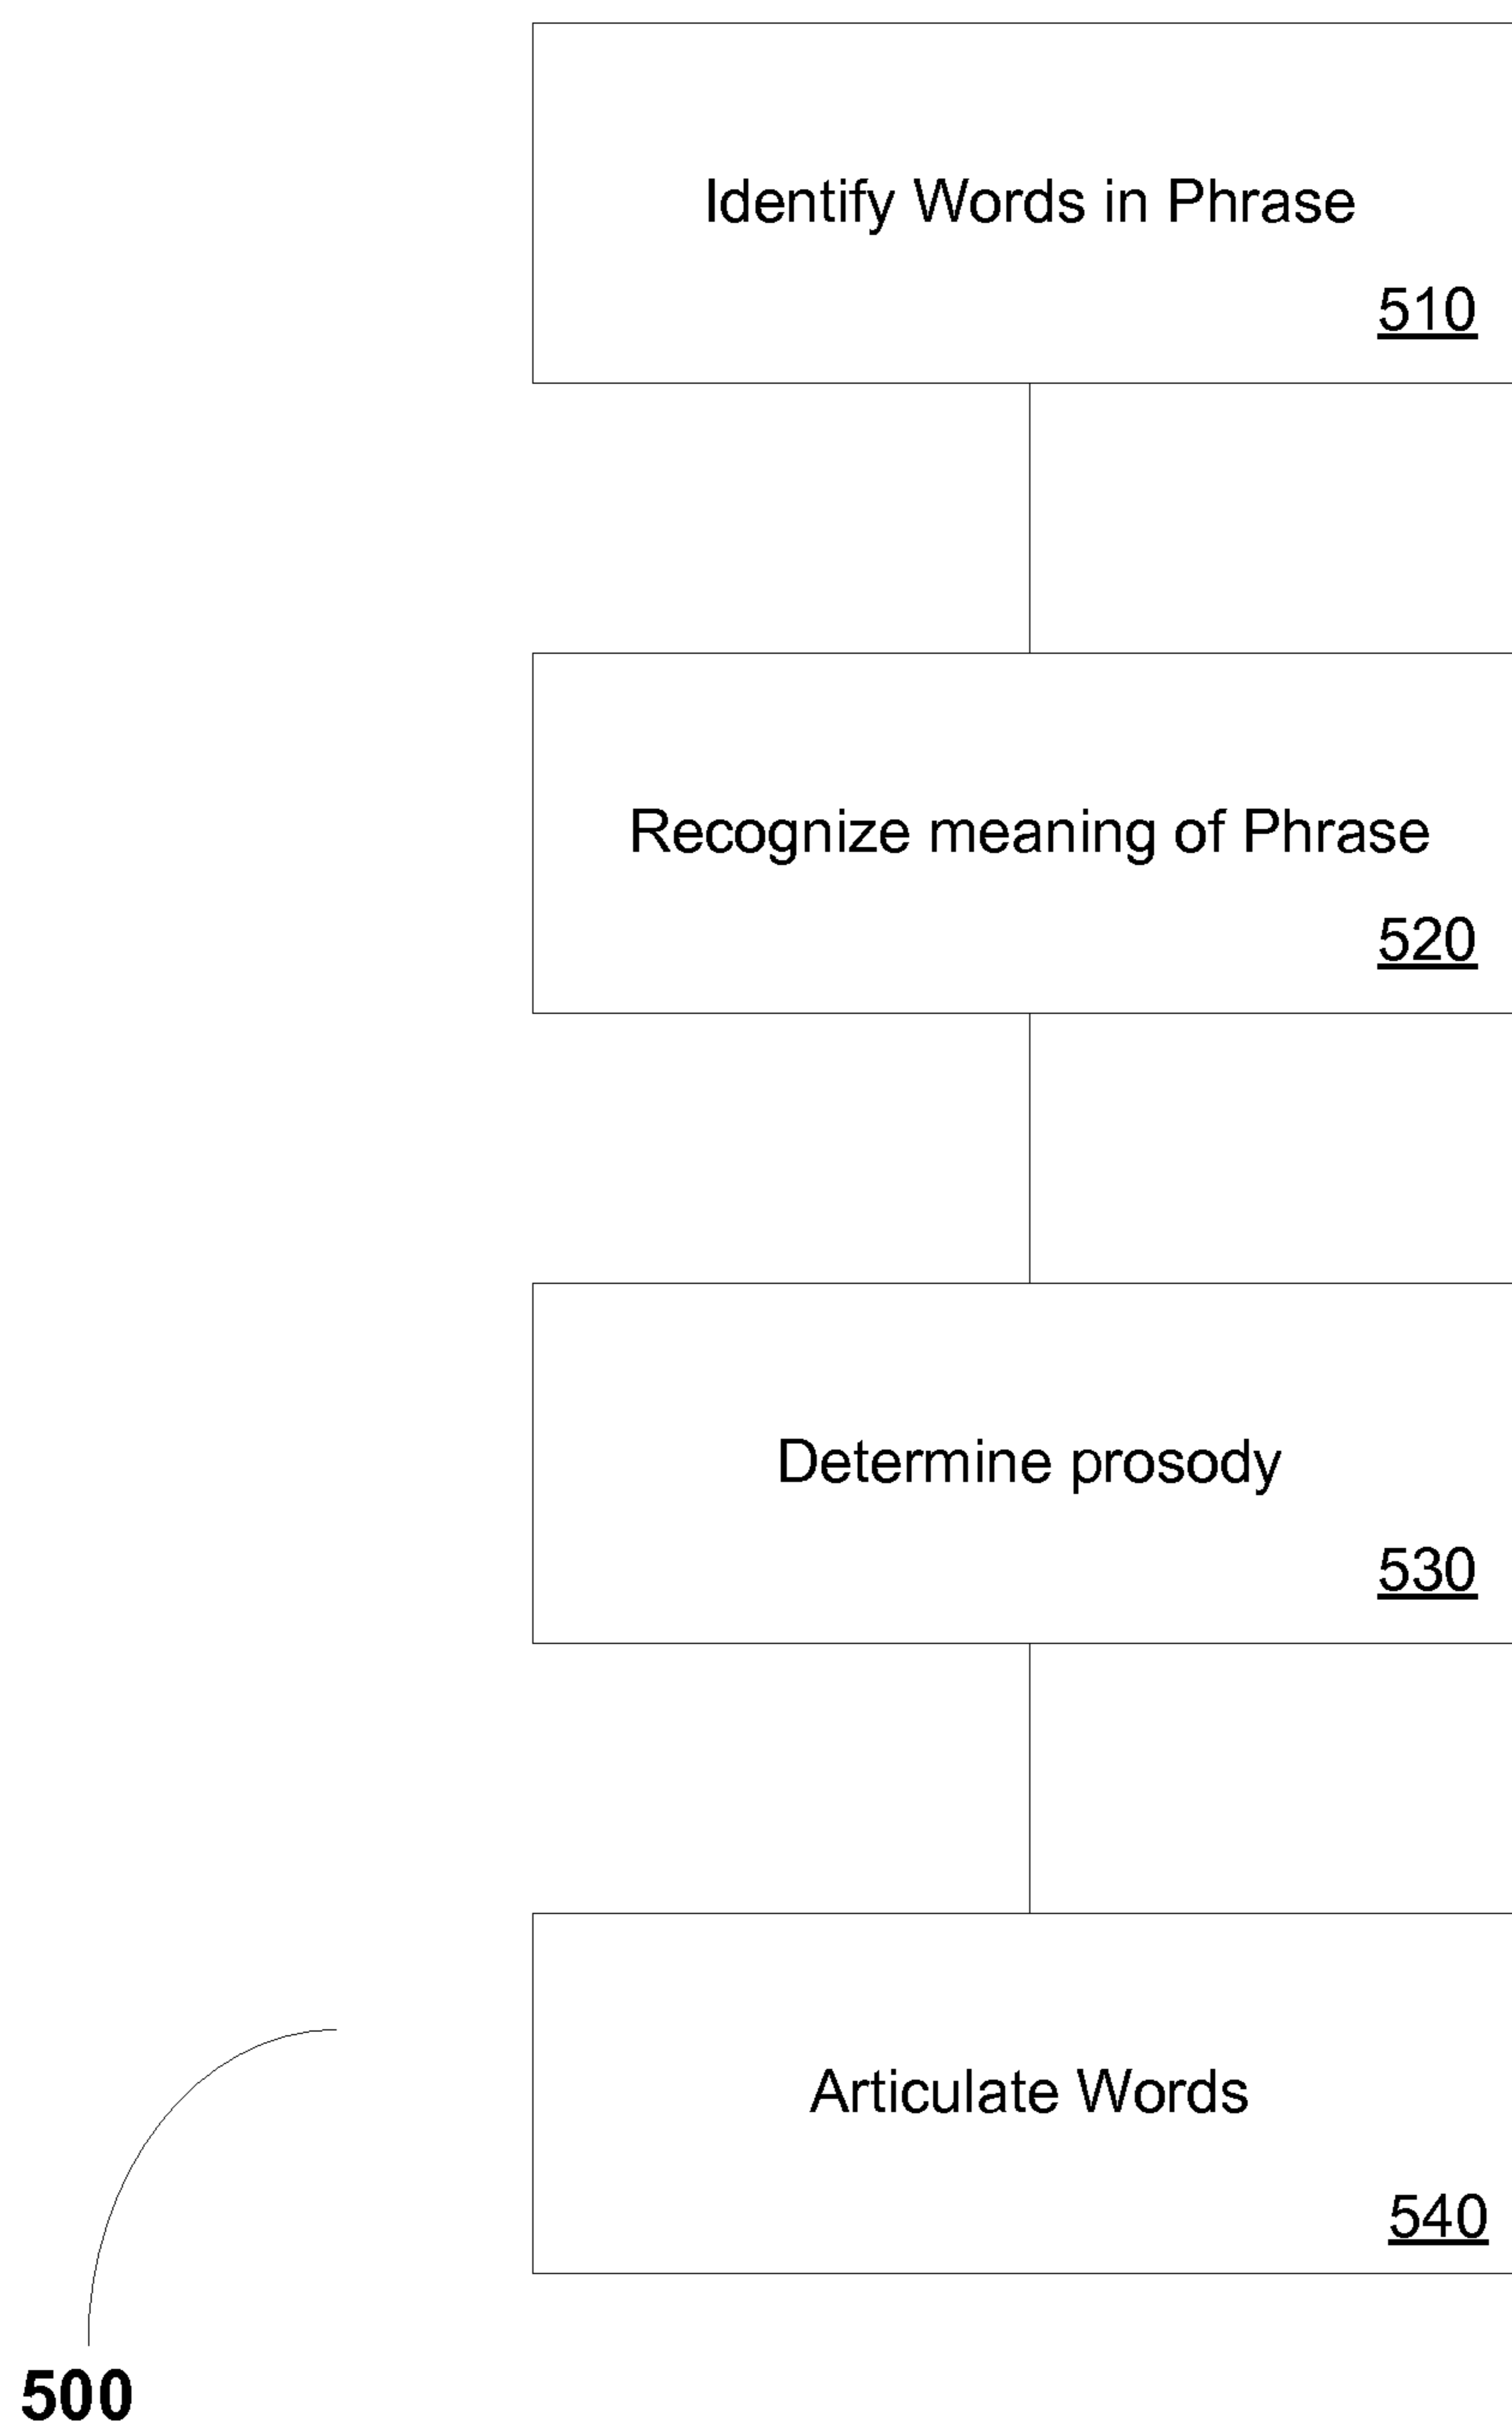 Identify Words in Phrase
510
Recognize meaning of Phrase
520
Determine prosody
530
Articulate Words
540
500